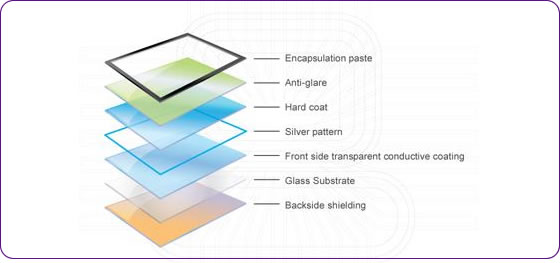 Encapsulation paste
Anti-glare
Hard coat
Silver pattern
Front side transparent conductive coating
Glass Substrate
Backside shielding